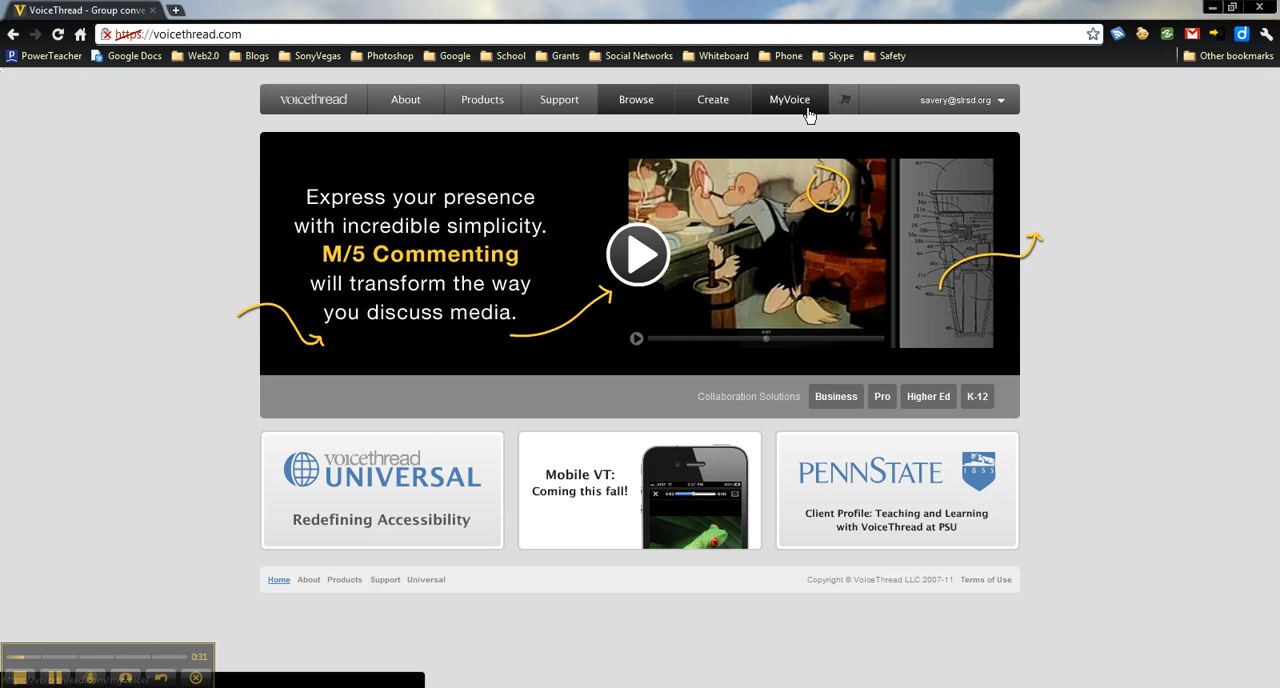 VoiceThread - Group conve
https://voicethread.com
PowerTeacher Google Docs Web2.0 Blogs SonyVegas Photoshop Google School Grants Social Networks Whiteboard Phone Skype Safety Other bookmarks
voicethread About Products Support Browse Create MyVoice savery@slrsd.org
Express your presence
with incredible simplicity.
M/5 Commenting
will transform the way
you discuss media.
Collaboration Solutions Business Pro Higher Ed K-12
voicethread
UNIVERSAL
Redefining Accessibility
Mobile VT:
Coming this fall!
PENNSTATE
1855
Client Profile: Teaching and Learning
with VoiceThread at PSU
Home About Products Support Universal
Copyright © VoiceThread LLC 2007-11 Terms of Use
0:31
https://voicethread.com/myvoice/